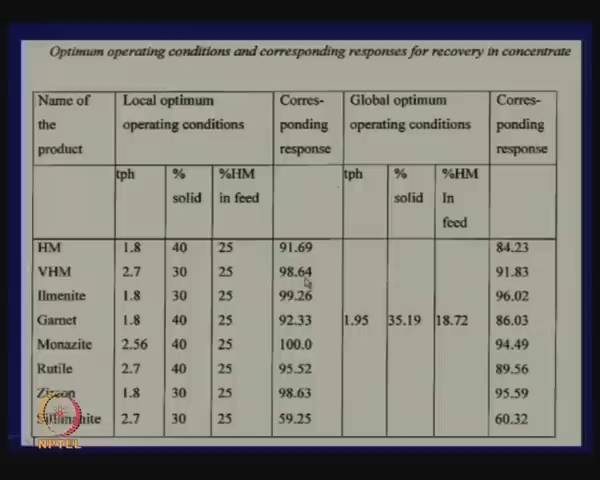 Optimum operating conditions and corresponding responses for recovery in concentrate
Name of the product | Local optimum operating conditions | Corres-ponding response | Global optimum operating conditions | Corres-ponding response
tph | % solid | %HM in feed | tph | % solid | %HM In feed
HM 1.8 40 25 91.69 84.23
VHM 2.7 30 25 98.64 91.83
Ilmenite 1.8 30 25 99.26 96.02
Garnet 1.8 40 25 92.33 1.95 35.19 18.72 86.03
Monazite 2.56 40 25 100.0 94.49
Rutile 2.7 40 25 95.52 89.56
Zircon 1.8 30 25 98.63 95.59
Sillimanite 2.7 30 25 59.25 60.32
NPTEL